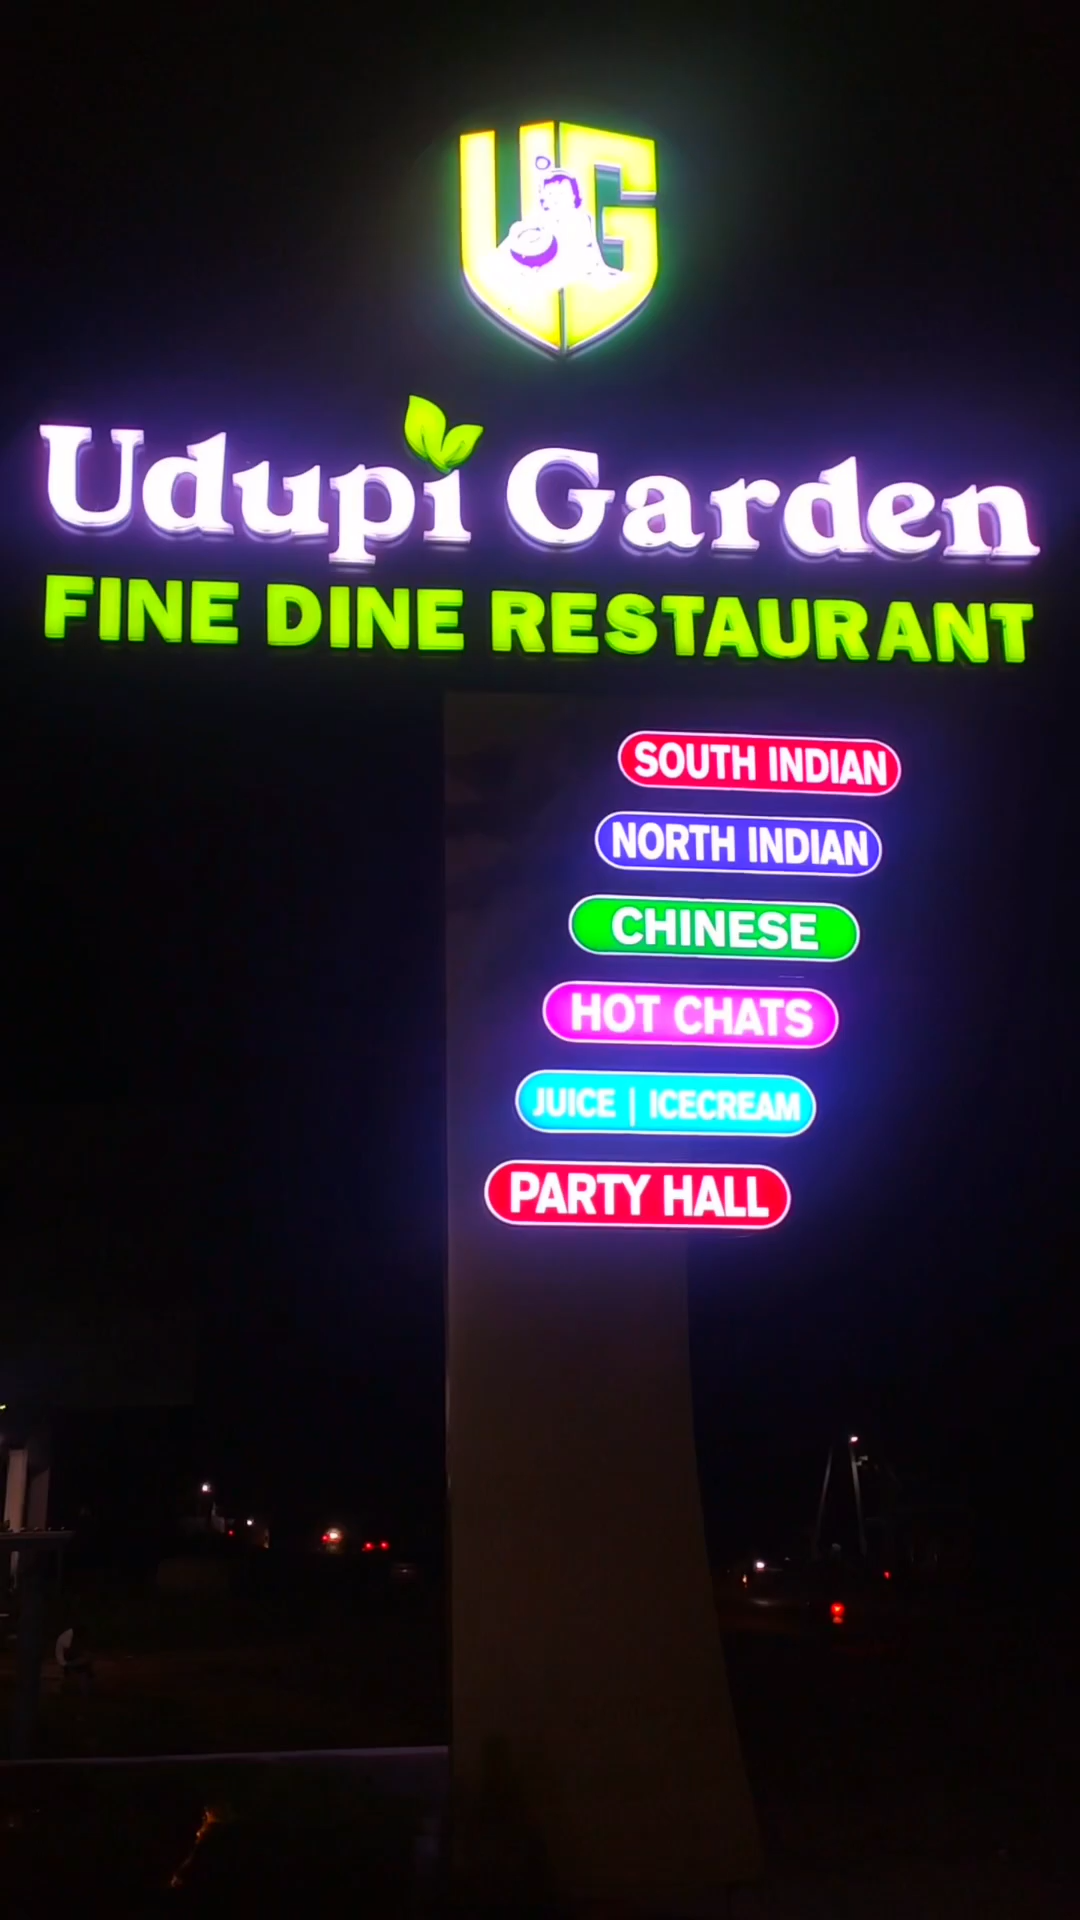 UG
Udupi Garden
FINE DINE RESTAURANT
SOUTH INDIAN
NORTH INDIAN
CHINESE
HOT CHATS
JUICE | ICECREAM
PARTY HALL